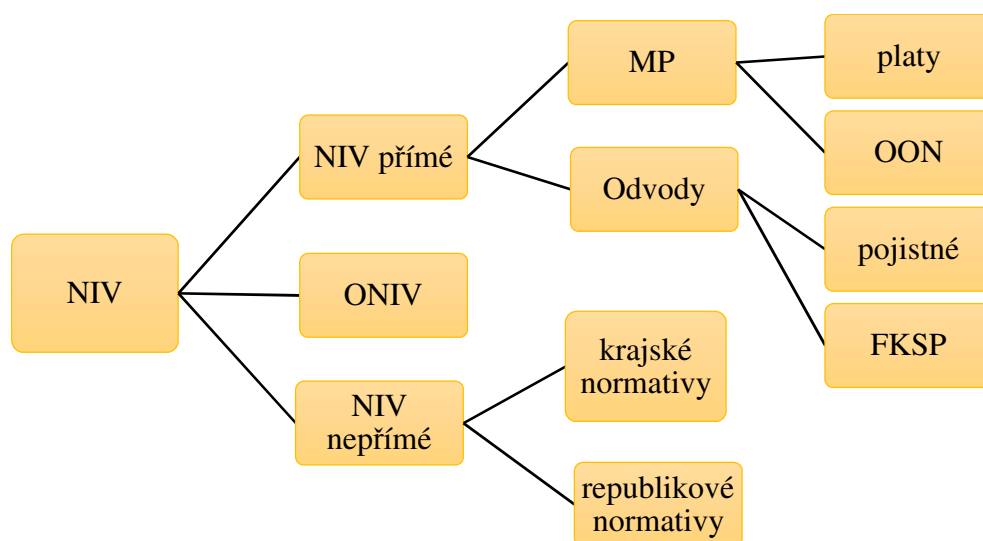 NIV
NIV přímé
ONIV
NIV
nepřímé
MP
Odvody
krajské
normativy
republikové
normativy
platy
OON
pojistné
FKSP